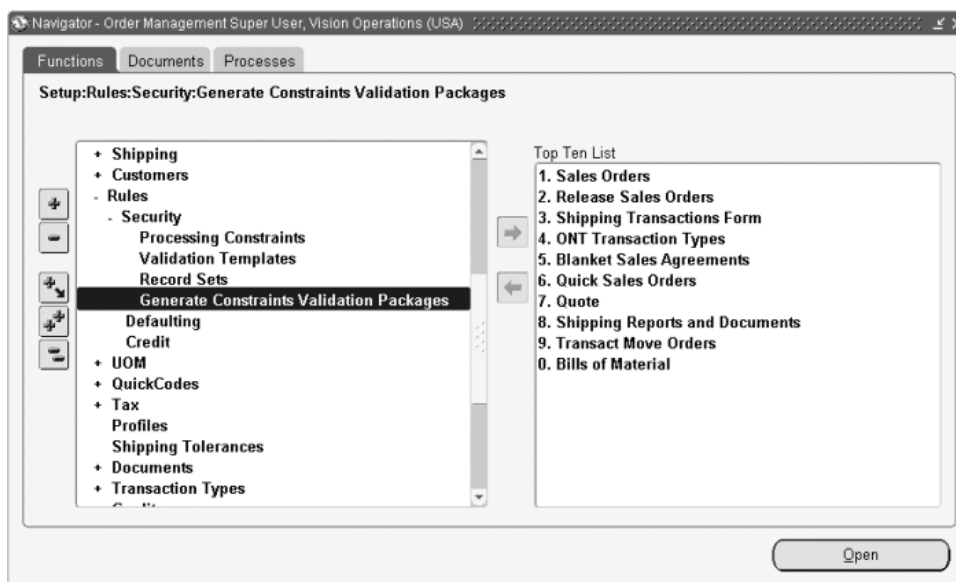 Navigator - Order Management Super User, Vision Operations (USA)
Functions Documents Processes
Setup:Rules:Security:Generate Constraints Validation Packages
+ Shipping
+ Customers
- Rules
- Security
Processing Constraints
Validation Templates
Record Sets
Generate Constraints Validation Packages
Defaulting
Credit
+ UOM
+ QuickCodes
+ Tax
Profiles
Shipping Tolerances
+ Documents
+ Transaction Types
Top Ten List
1. Sales Orders
2. Release Sales Orders
3. Shipping Transactions Form
4. ONT Transaction Types
5. Blanket Sales Agreements
6. Quick Sales Orders
7. Quote
8. Shipping Reports and Documents
9. Transact Move Orders
0. Bills of Material
Open